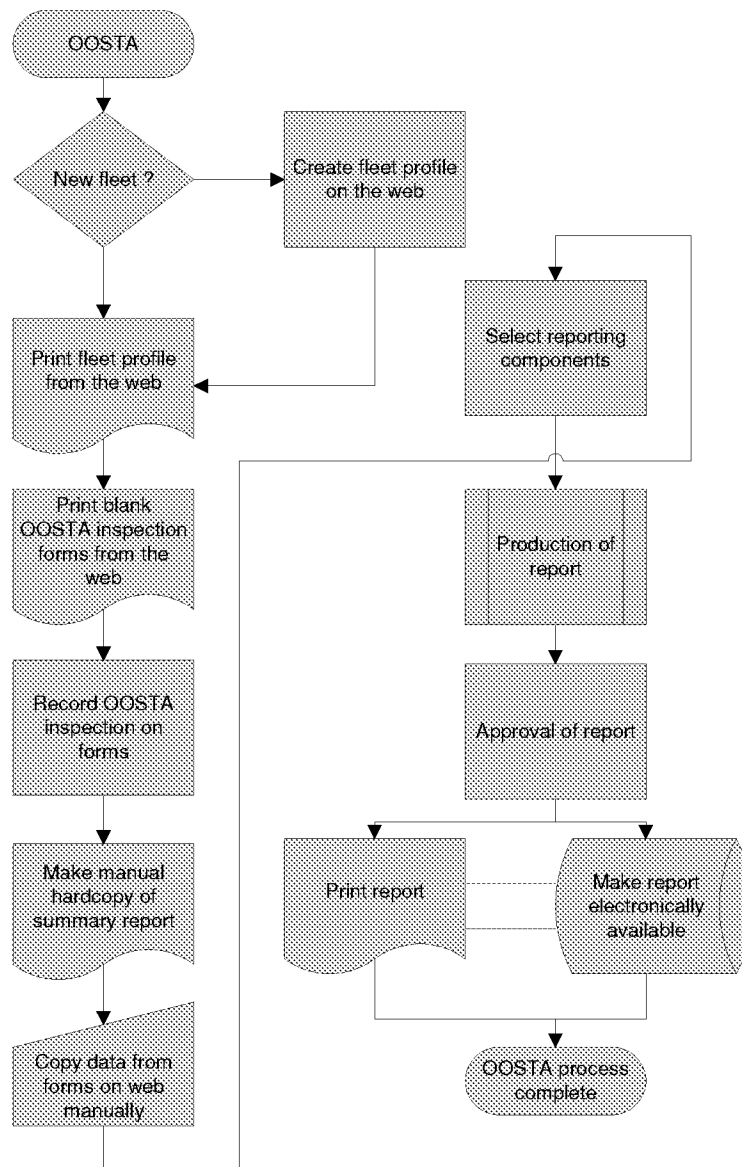 OOSTA
New fleet ?
Create fleet profile
on the web
Print fleet profile
from the web
Print blank
OOSTA inspection
forms from the
web
Record OOSTA
inspection on
forms
Make manual
hardcopy of
summary report
Copy data from
forms on web
manually
Select reporting
components
Production of
report
Approval of report
Print report
Make report
electronically
available
OOSTA process
complete